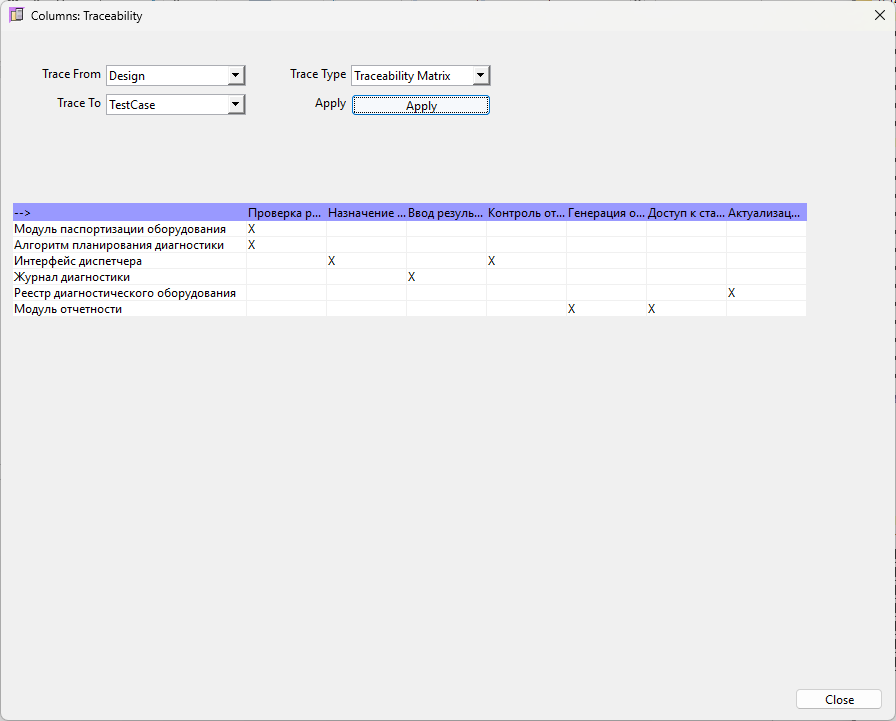 Columns: Traceability
Trace From Design Trace Type Traceability Matrix
Trace To TestCase Apply Apply
--> Проверка р... Назначение ... Ввод резуль... Контроль от... Генерация о... Доступ к ста... Актуализац...
Модуль паспортизации оборудования X
Алгоритм планирования диагностики X
Интерфейс диспетчера X X
Журнал диагностики X
Реестр диагностического оборудования X
Модуль отчетности X X
Close